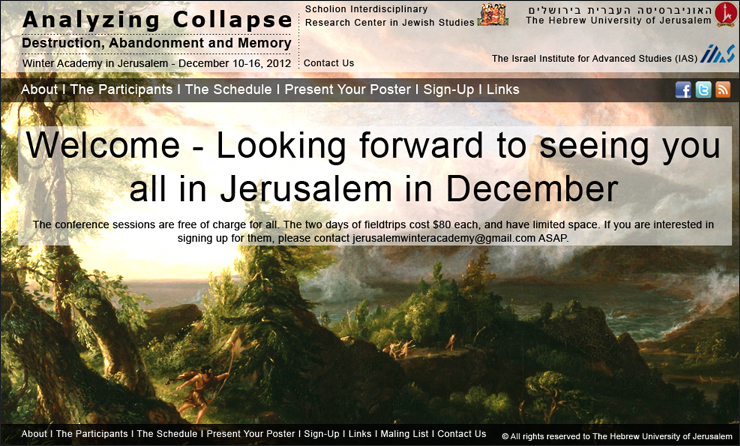 Analyzing Collapse
Destruction, Abandonment and Memory
Winter Academy in Jerusalem - December 10-16, 2012
Scholion Interdisciplinary
Research Center in Jewish Studies
Contact Us
האוניברסיטה העברית בירושלים
The Hebrew University of Jerusalem
The Israel Institute for Advanced Studies (IAS)
About I The Participants I The Schedule I Present Your Poster I Sign-Up I Links
Welcome - Looking forward to seeing you
all in Jerusalem in December
The conference sessions are free of charge for all. The two days of fieldtrips cost $80 each, and have limited space. If you are interested in
signing up for them, please contact jerusalemwinteracademy@gmail.com ASAP.
About I The Participants I The Schedule I Present Your Poster I Sign-Up I Links I Maling List I Contact Us
© All rights reserved to The Hebrew University of Jerusalem